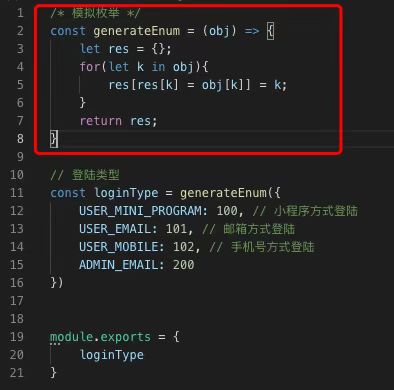 1 /* 模拟枚举 */
2 const generateEnum = (obj) => {
3 let res = {};
4 for(let k in obj){
5 res[res[k] = obj[k]] = k;
6 }
7 return res;
8 }
10 // 登陆类型
11 const loginType = generateEnum({
12 USER_MINI_PROGRAM: 100, // 小程序方式登陆
13 USER_EMAIL: 101, // 邮箱方式登陆
14 USER_MOBILE: 102, // 手机号方式登陆
15 ADMIN_EMAIL: 200
16 })
17
18
19 module.exports = {
20 loginType
21 }